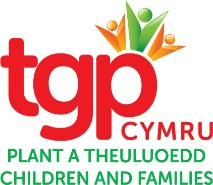 tgp
CYMRU
PLANT A THEULUOEDD
CHILDREN AND FAMILIES